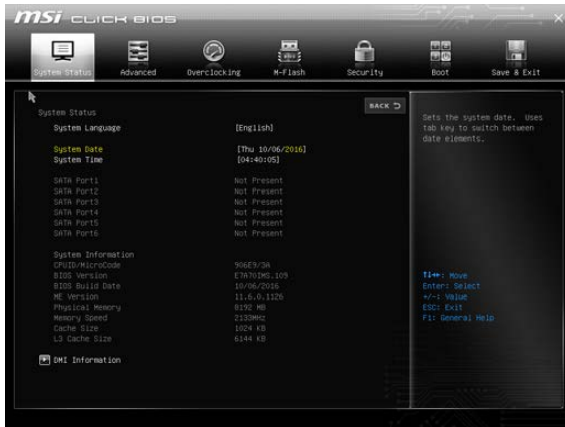 msi CLICK BIOS
X
System Status Advanced Overclocking M-Flash Security Boot Save & Exit
BACK
System Status
System Language [English]
System Date [Thu 10/06/2016]
System Time [04:40:05]
SATA Port1 Not Present
SATA Port2 Not Present
SATA Port3 Not Present
SATA Port4 Not Present
SATA Port5 Not Present
SATA Port6 Not Present
System Information
CPUID/MicroCode 906E9/3A
BIOS Version E7A70IMS.109
BIOS Build Date 10/06/2016
ME Version 11.6.0.1126
Physical Memory 8192 MB
Memory Speed 2133MHz
Cache Size 1024 KB
L3 Cache Size 6144 KB
DMI Information
Sets the system date. Uses
tab key to switch between
date elements.
↑↓←→: Move
Enter: Select
+/-: Value
ESC: Exit
F1: General Help